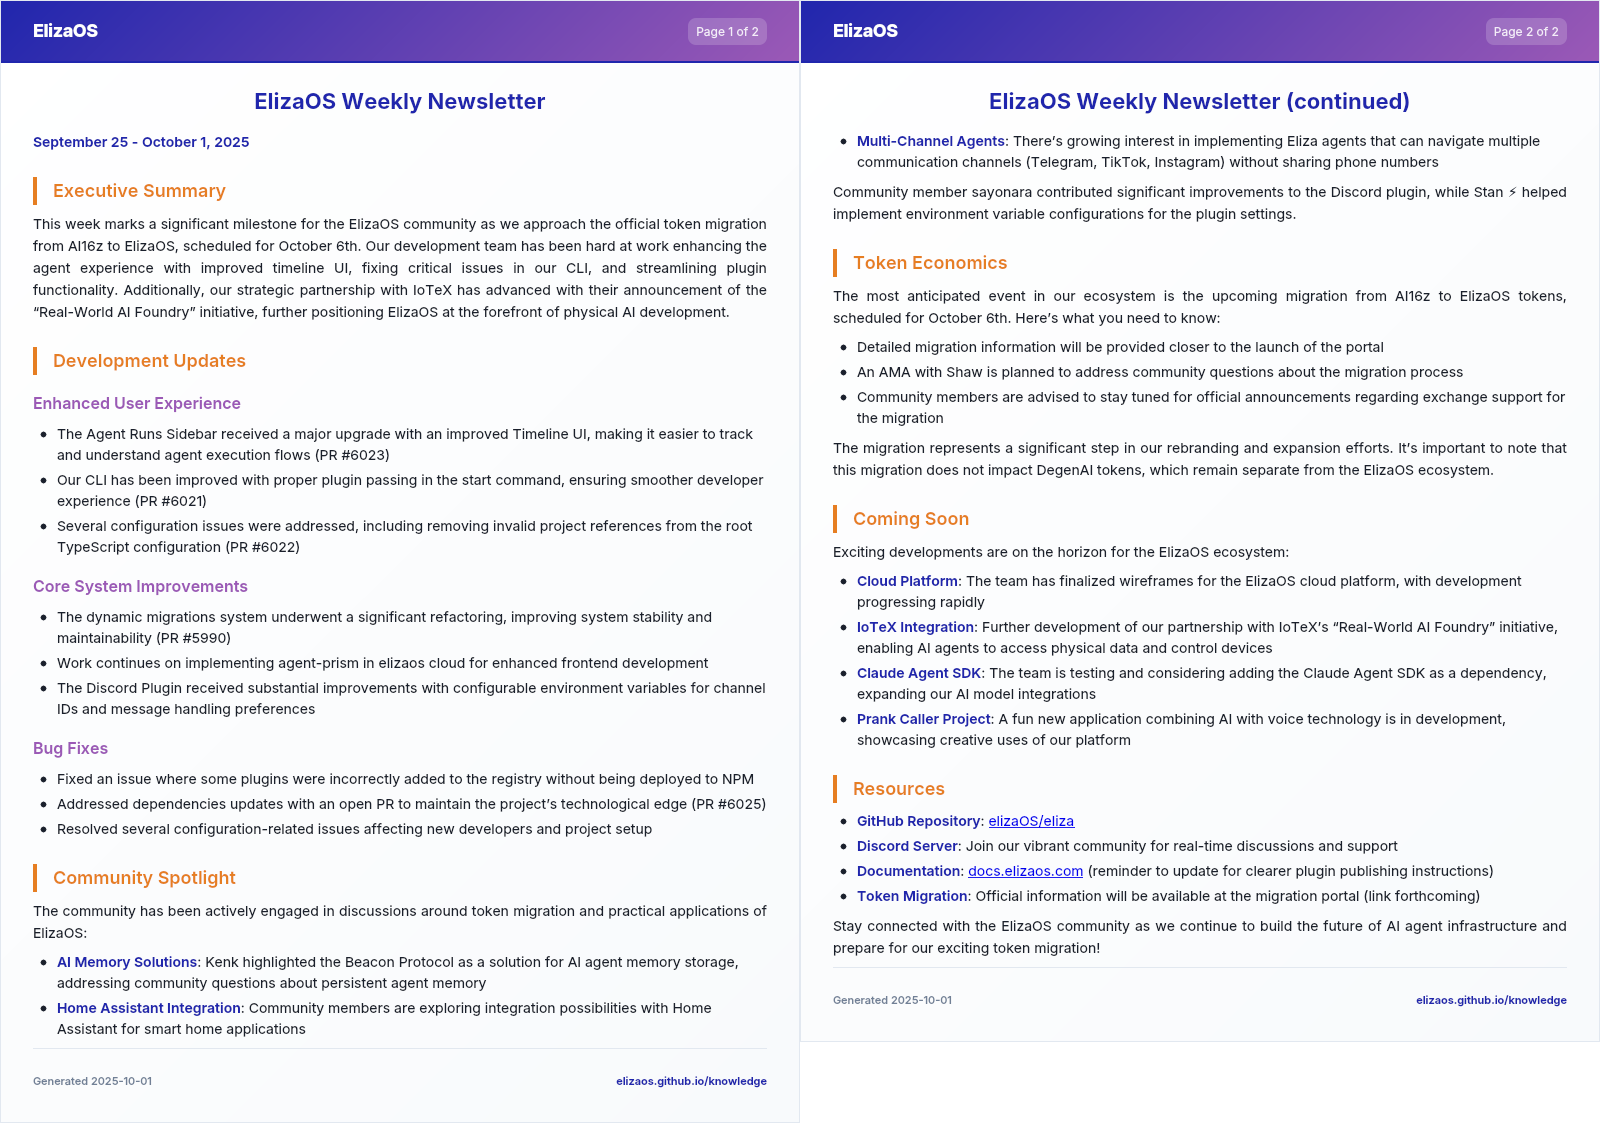 ElizaOS
Page 1 of 2
ElizaOS Weekly Newsletter
September 25 - October 1, 2025
Executive Summary
This week marks a significant milestone for the ElizaOS community as we approach the official token migration
from AI16z to ElizaOS, scheduled for October 6th. Our development team has been hard at work enhancing the
agent experience with improved timeline UI, fixing critical issues in our CLI, and streamlining plugin
functionality. Additionally, our strategic partnership with IoTeX has advanced with their announcement of the
“Real-World AI Foundry” initiative, further positioning ElizaOS at the forefront of physical AI development.
Development Updates
Enhanced User Experience
• The Agent Runs Sidebar received a major upgrade with an improved Timeline UI, making it easier to track
and understand agent execution flows (PR #6023)
• Our CLI has been improved with proper plugin passing in the start command, ensuring smoother developer
experience (PR #6021)
• Several configuration issues were addressed, including removing invalid project references from the root
TypeScript configuration (PR #6022)
Core System Improvements
• The dynamic migrations system underwent a significant refactoring, improving system stability and
maintainability (PR #5990)
• Work continues on implementing agent-prism in elizaos cloud for enhanced frontend development
• The Discord Plugin received substantial improvements with configurable environment variables for channel
IDs and message handling preferences
Bug Fixes
• Fixed an issue where some plugins were incorrectly added to the registry without being deployed to NPM
• Addressed dependencies updates with an open PR to maintain the project’s technological edge (PR #6025)
• Resolved several configuration-related issues affecting new developers and project setup
Community Spotlight
The community has been actively engaged in discussions around token migration and practical applications of
ElizaOS:
• AI Memory Solutions: Kenk highlighted the Beacon Protocol as a solution for AI agent memory storage,
addressing community questions about persistent agent memory
• Home Assistant Integration: Community members are exploring integration possibilities with Home
Assistant for smart home applications
Generated 2025-10-01
elizaos.github.io/knowledge
ElizaOS
Page 2 of 2
ElizaOS Weekly Newsletter (continued)
• Multi-Channel Agents: There’s growing interest in implementing Eliza agents that can navigate multiple
communication channels (Telegram, TikTok, Instagram) without sharing phone numbers
Community member sayonara contributed significant improvements to the Discord plugin, while Stan ⚡ helped
implement environment variable configurations for the plugin settings.
Token Economics
The most anticipated event in our ecosystem is the upcoming migration from AI16z to ElizaOS tokens,
scheduled for October 6th. Here’s what you need to know:
• Detailed migration information will be provided closer to the launch of the portal
• An AMA with Shaw is planned to address community questions about the migration process
• Community members are advised to stay tuned for official announcements regarding exchange support for
the migration
The migration represents a significant step in our rebranding and expansion efforts. It’s important to note that
this migration does not impact DegenAI tokens, which remain separate from the ElizaOS ecosystem.
Coming Soon
Exciting developments are on the horizon for the ElizaOS ecosystem:
• Cloud Platform: The team has finalized wireframes for the ElizaOS cloud platform, with development
progressing rapidly
• IoTeX Integration: Further development of our partnership with IoTeX’s “Real-World AI Foundry” initiative,
enabling AI agents to access physical data and control devices
• Claude Agent SDK: The team is testing and considering adding the Claude Agent SDK as a dependency,
expanding our AI model integrations
• Prank Caller Project: A fun new application combining AI with voice technology is in development,
showcasing creative uses of our platform
Resources
• GitHub Repository: elizaOS/eliza
• Discord Server: Join our vibrant community for real-time discussions and support
• Documentation: docs.elizaos.com (reminder to update for clearer plugin publishing instructions)
• Token Migration: Official information will be available at the migration portal (link forthcoming)
Stay connected with the ElizaOS community as we continue to build the future of AI agent infrastructure and
prepare for our exciting token migration!
Generated 2025-10-01
elizaos.github.io/knowledge